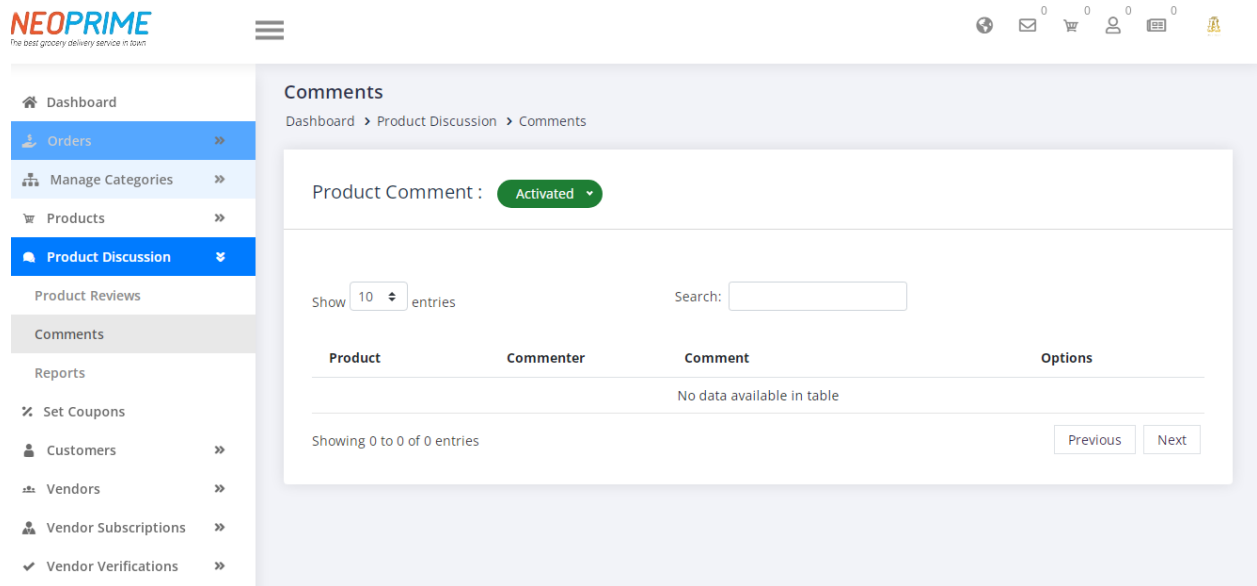 NEOPRIME
The best grocery delivery service in town
0 0 0 0
Dashboard
Orders
Manage Categories
Products
Product Discussion
Product Reviews
Comments
Reports
Set Coupons
Customers
Vendors
Vendor Subscriptions
Vendor Verifications
Comments
Dashboard > Product Discussion > Comments
Product Comment : Activated
Show 10 entries Search:
Product Commenter Comment Options
No data available in table
Showing 0 to 0 of 0 entries Previous Next